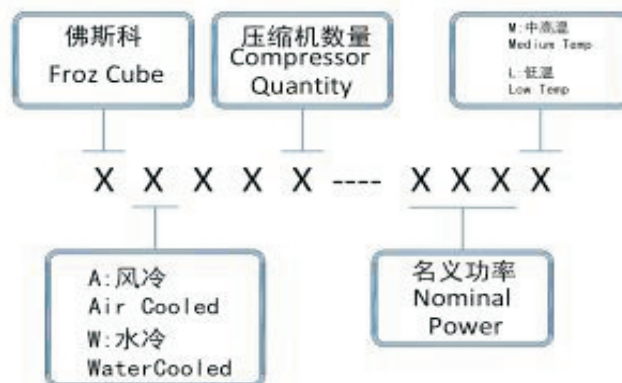 佛斯科
Froz Cube
压缩机数量
Compressor
Quantity
M:中高温
Medium Temp
L:低温
Low Temp
X X X X X ---- X X X X
A:风冷
Air Cooled
W:水冷
WaterCooled
名义功率
Nominal
Power